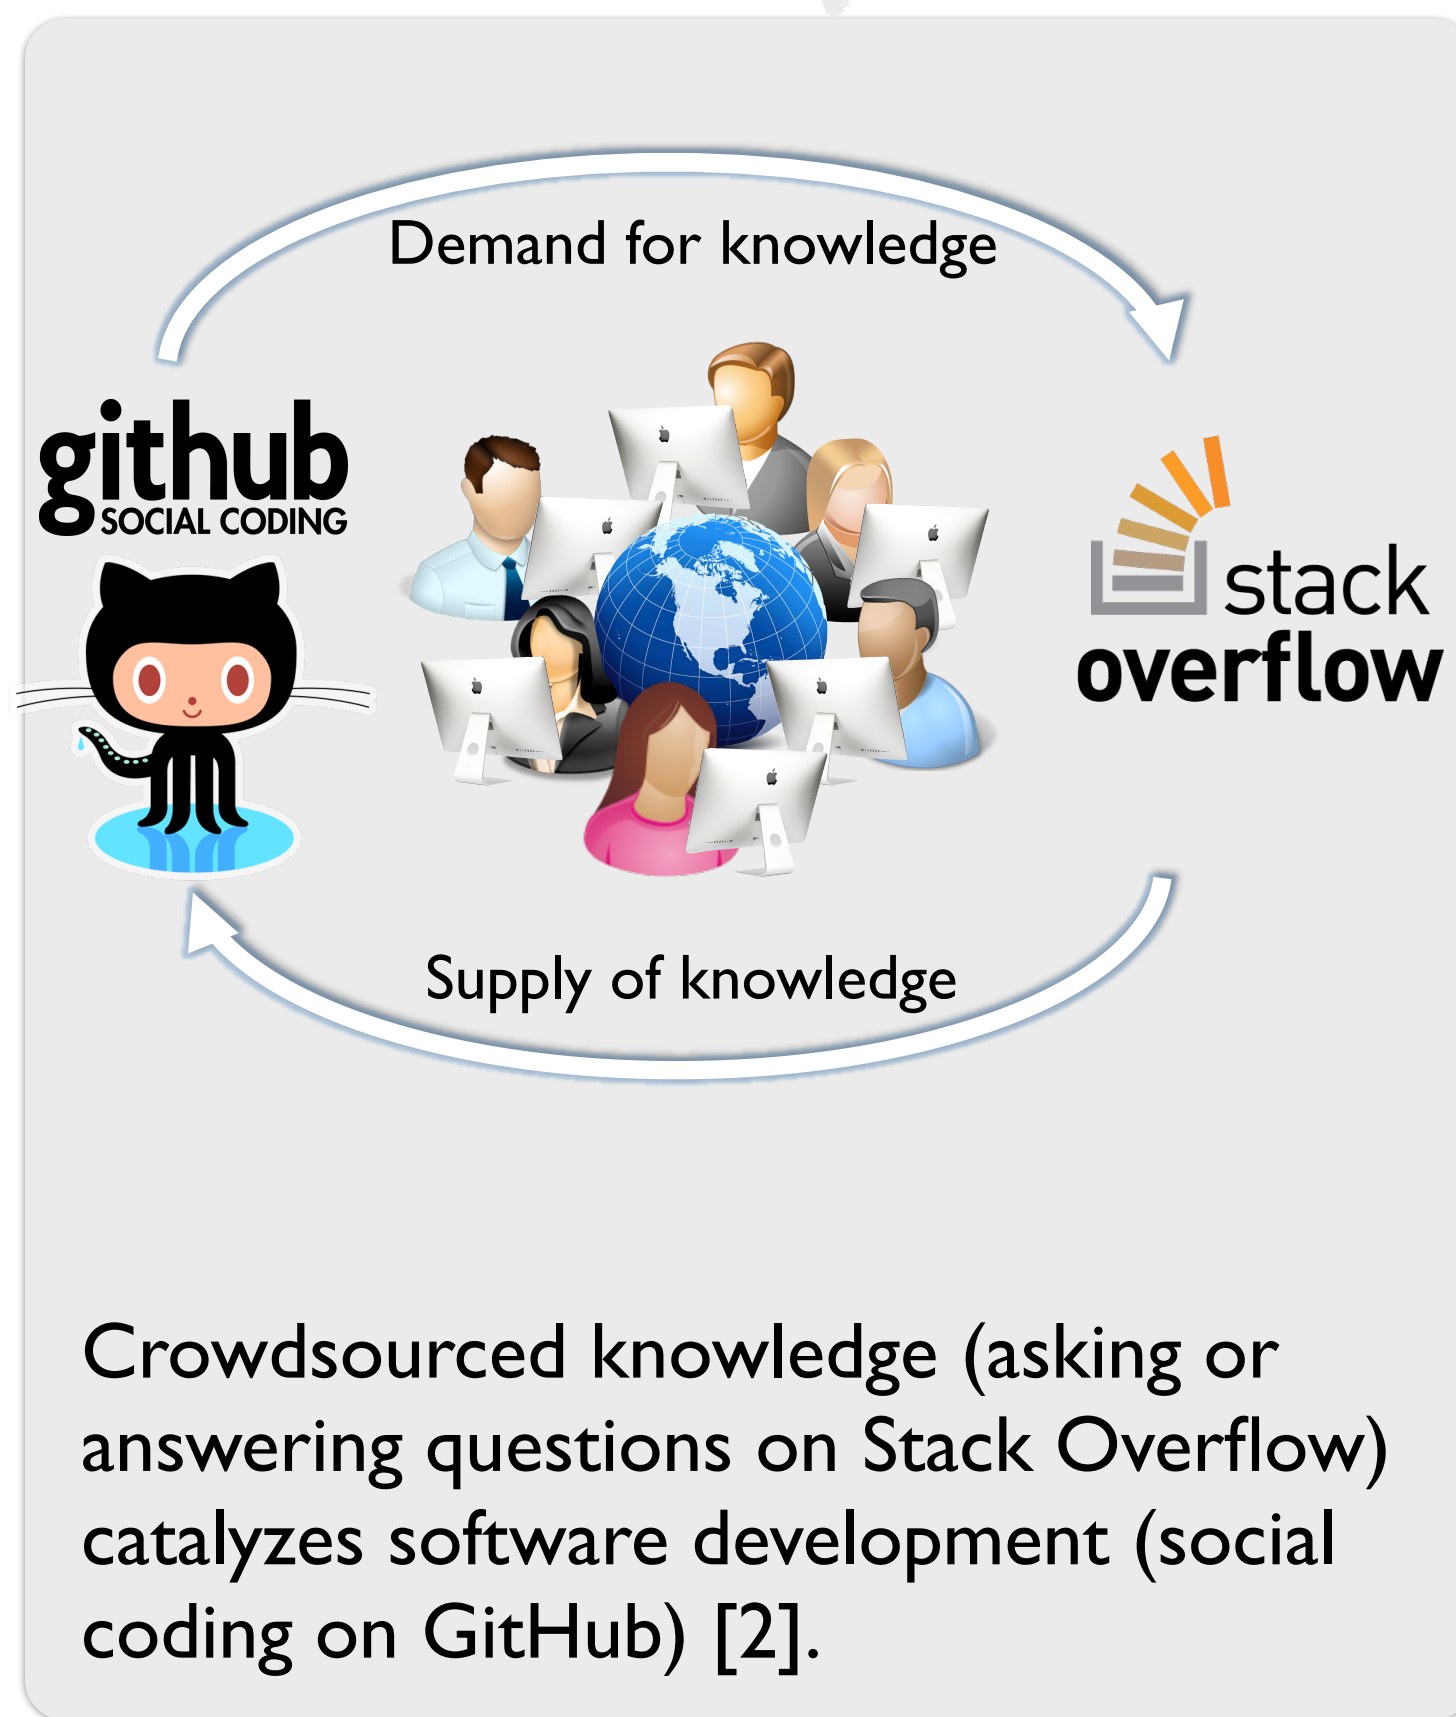 Demand for knowledge
github
SOCIAL CODING
stack
overflow
Supply of knowledge
Crowdsourced knowledge (asking or
answering questions on Stack Overflow)
catalyzes software development (social
coding on GitHub) [2].